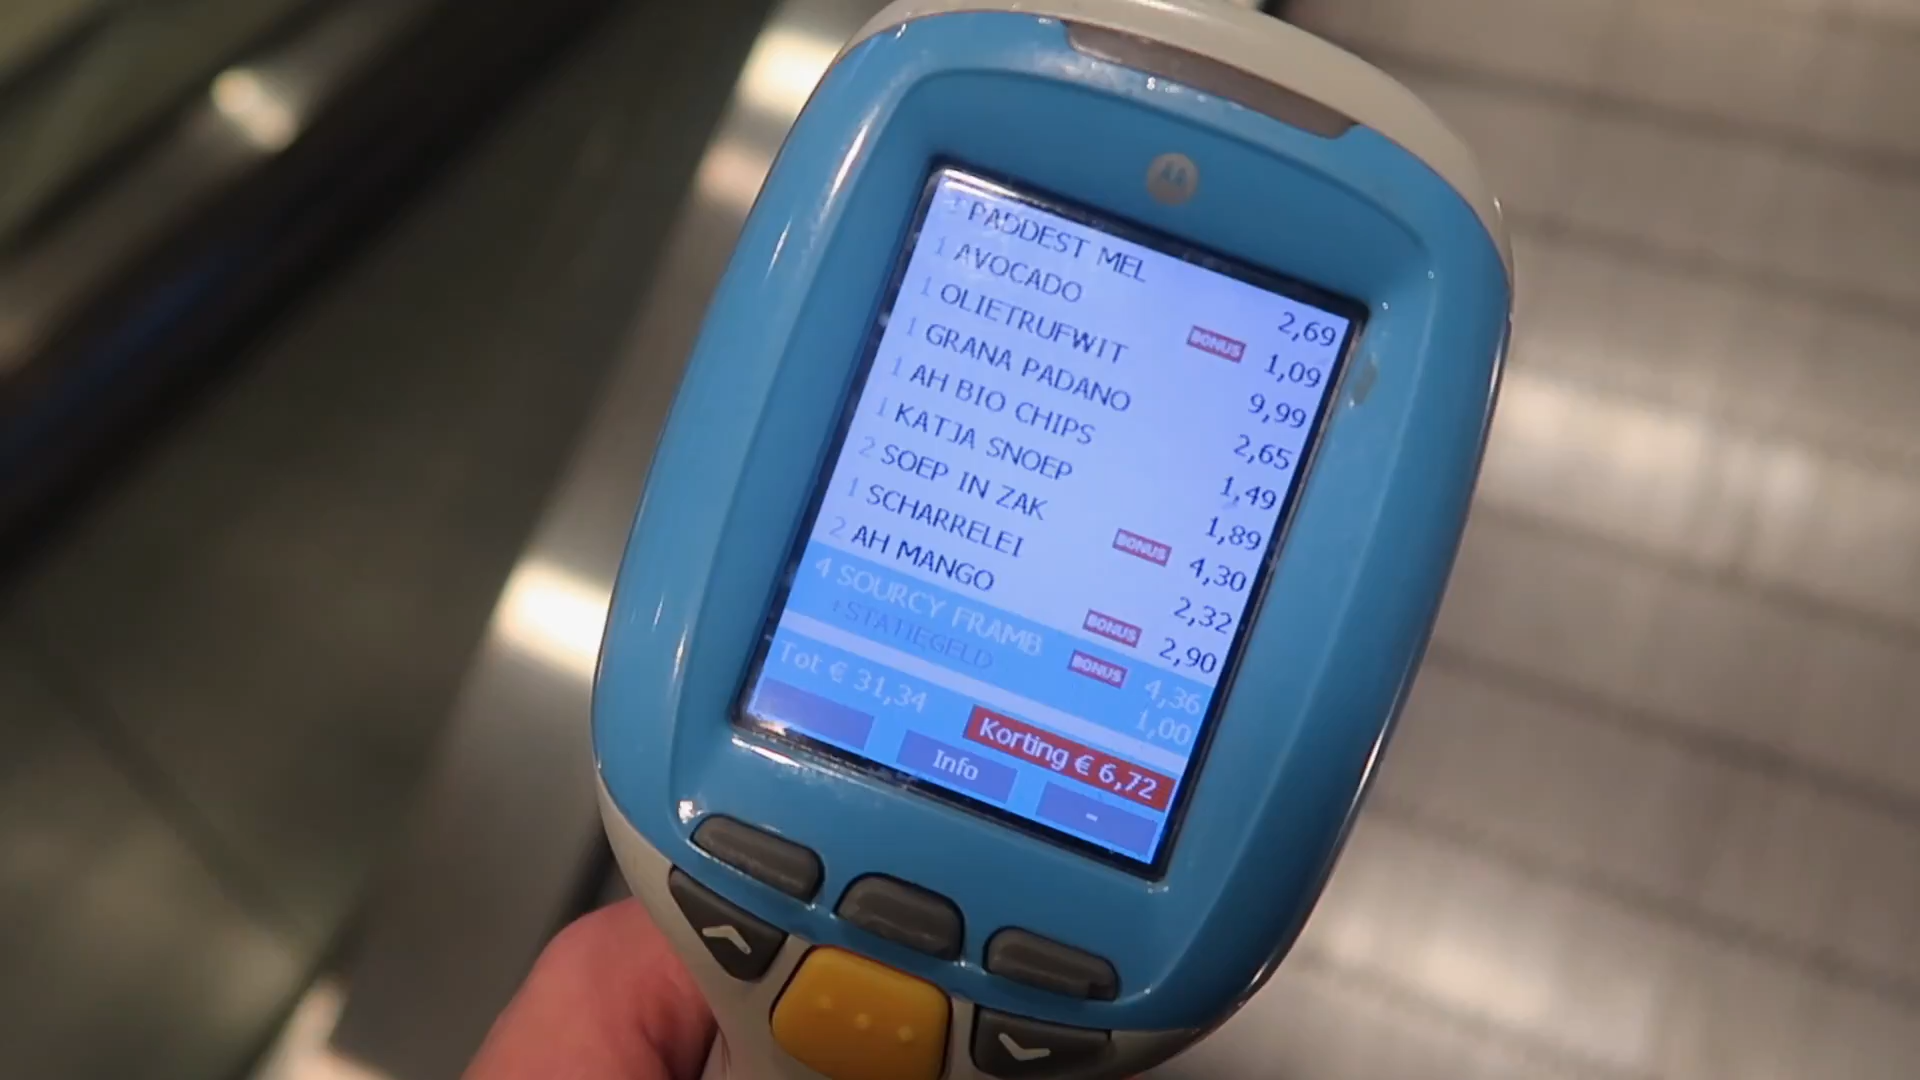 PADDEST MEL 2,69
1 AVOCADO BONUS 1,09
1 OLIETRUFWIT 9,99
1 GRANA PADANO 2,65
1 AH BIO CHIPS 1,49
1 KATJA SNOEP 1,89
2 SOEP IN ZAK BONUS 4,30
1 SCHARRELEI 2,32
2 AH MANGO BONUS 2,90
4 SOURCY FRAMB BONUS 4,36
+STATIEGELD 1,00
Tot € 31,34
Korting € 6,72
Info -